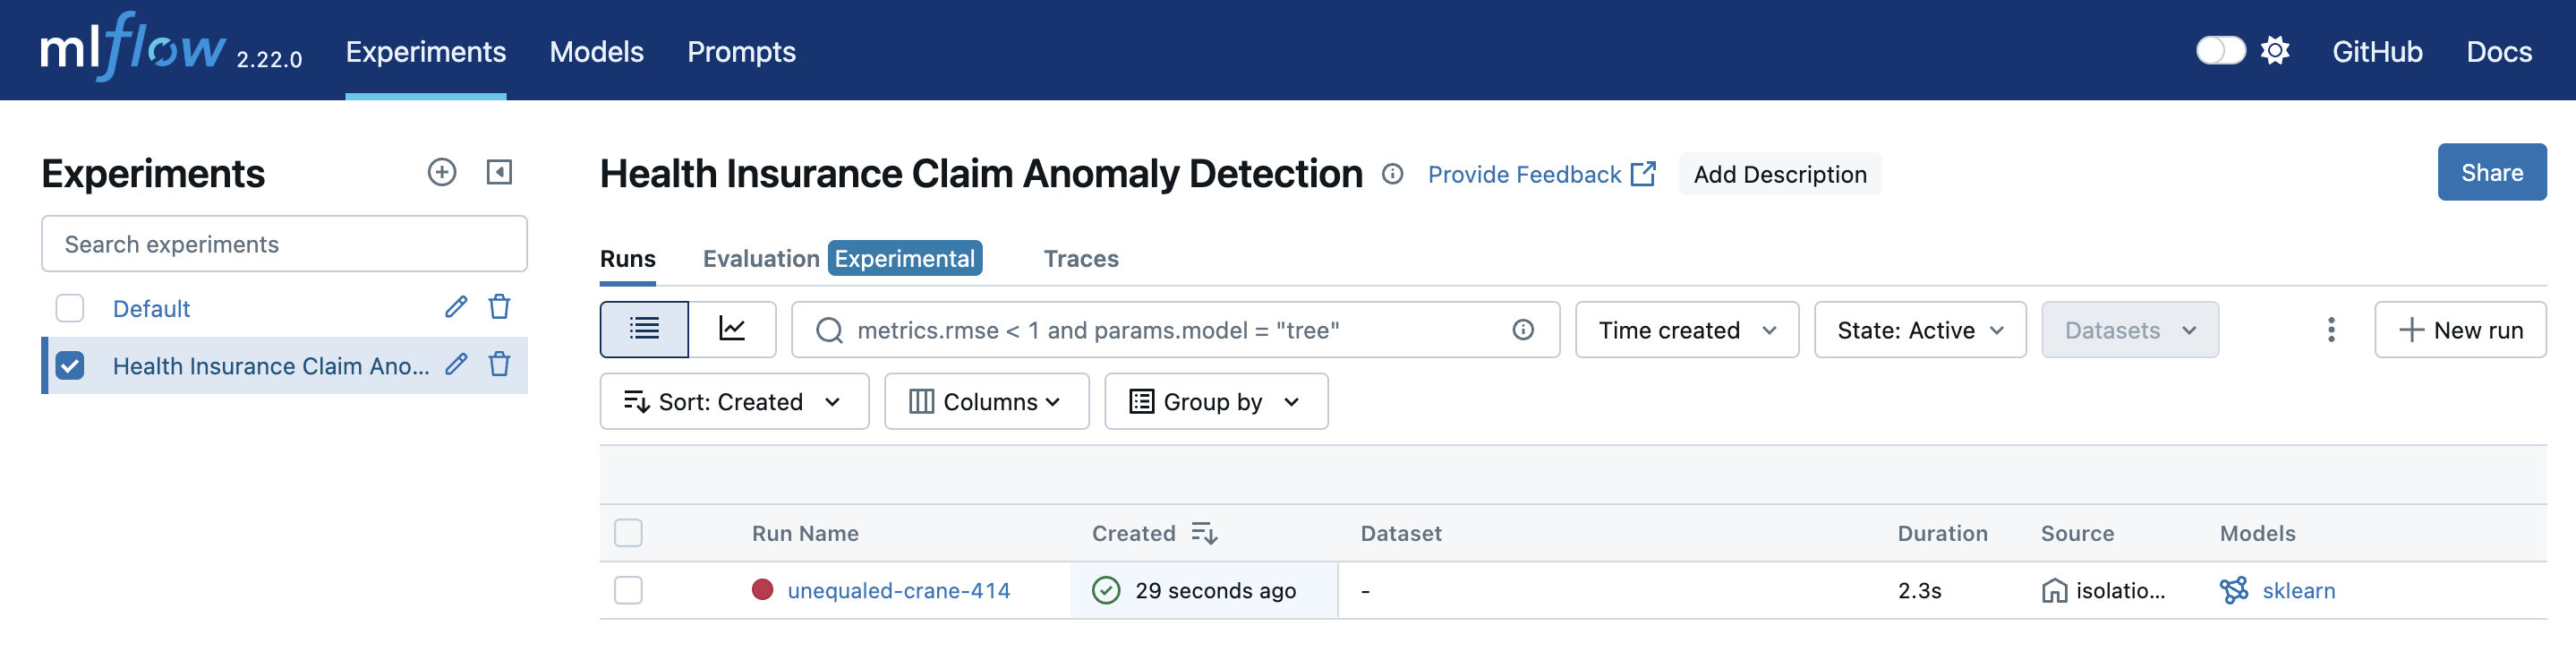 mlflow 2.22.0 Experiments Models Prompts GitHub Docs
Experiments
Search experiments
Default
Health Insurance Claim Ano...
Health Insurance Claim Anomaly Detection Provide Feedback Add Description Share
Runs Evaluation Experimental Traces
metrics.rmse < 1 and params.model = "tree" Time created State: Active Datasets New run
Sort: Created Columns Group by
Run Name Created Dataset Duration Source Models
unequaled-crane-414 29 seconds ago - 2.3s isolatio... sklearn